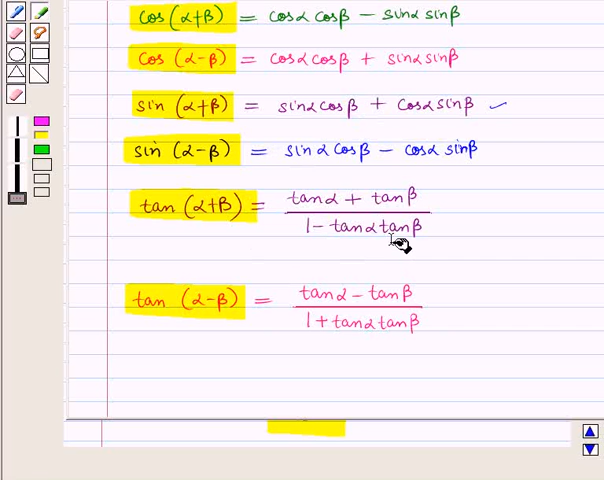 cos (α+β) = cosα cosβ − sinα sinβ
cos (α-β) = cosα cosβ + sinα sinβ
sin (α+β) = sinα cosβ + cosα sinβ ✓
sin (α-β) = sinα cosβ − cosα sinβ
tan (α+β) = tanα + tanβ
1 − tanα tanβ
tan (α-β) = tanα − tanβ
1 + tanα tanβ